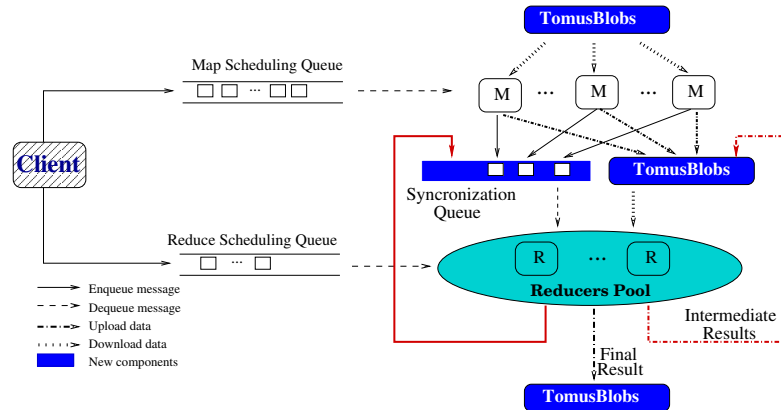 TomusBlobs
Map Scheduling Queue
...
M
...
M
...
M
Client
TomusBlobs
Syncronization
Queue
Reduce Scheduling Queue
...
R
...
R
Reducers Pool
Enqueue message
Dequeue message
Upload data
Download data
New components
Intermediate
Results
Final
Result
TomusBlobs